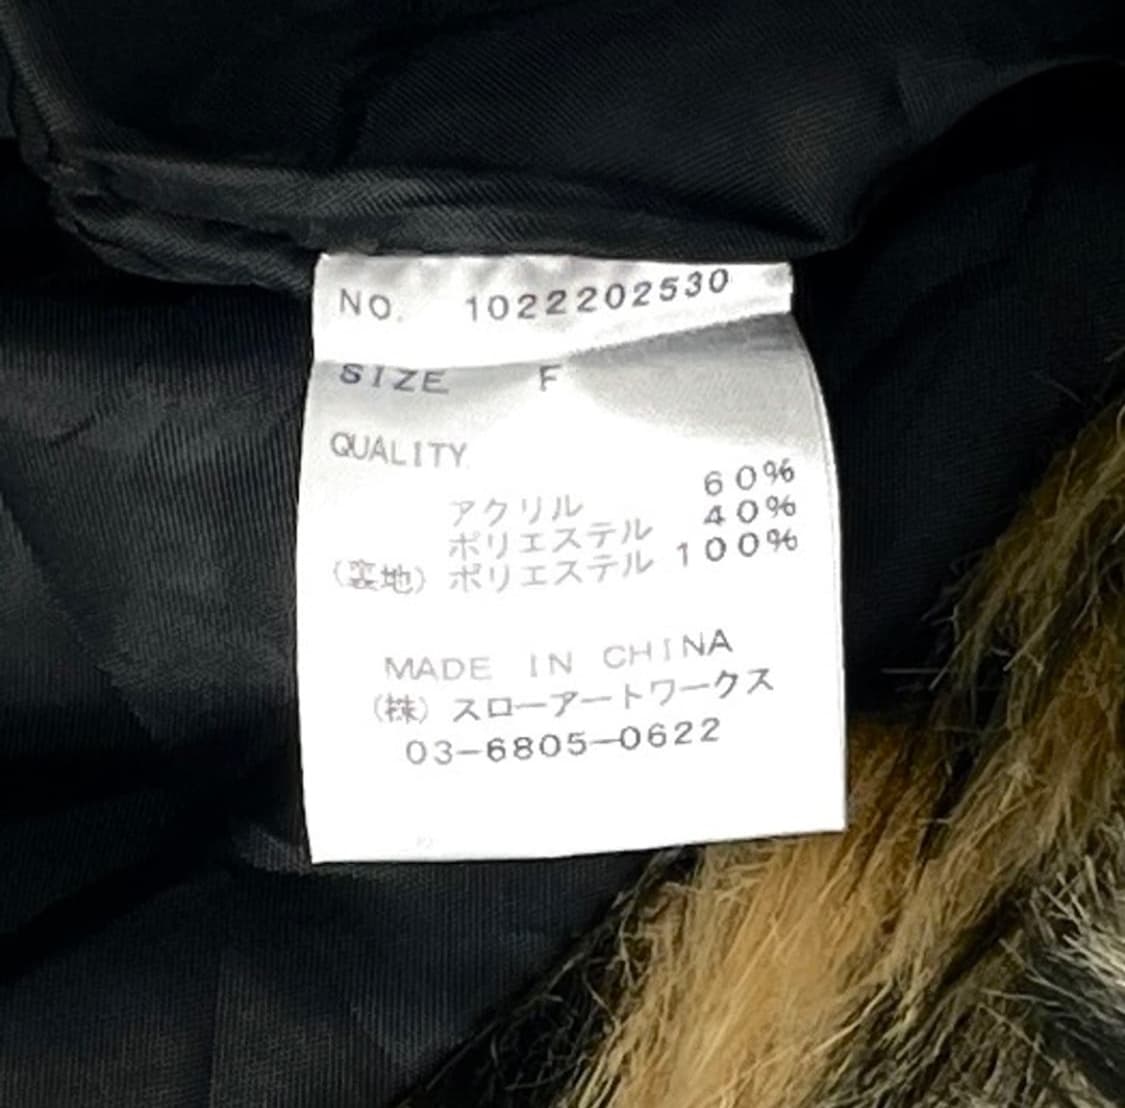 NO. 1022202530
SIZE F
QUALITY
アクリル 60%
ポリエステル 40%
(裏地) ポリエステル 100%
MADE IN CHINA
(株) スローアートワークス
03-6805-0622